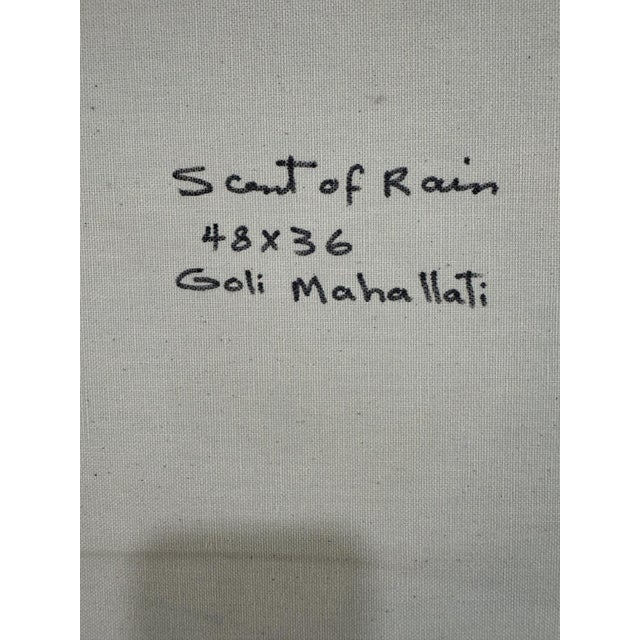 Scent of Rain
48x36
Goli Mahallati